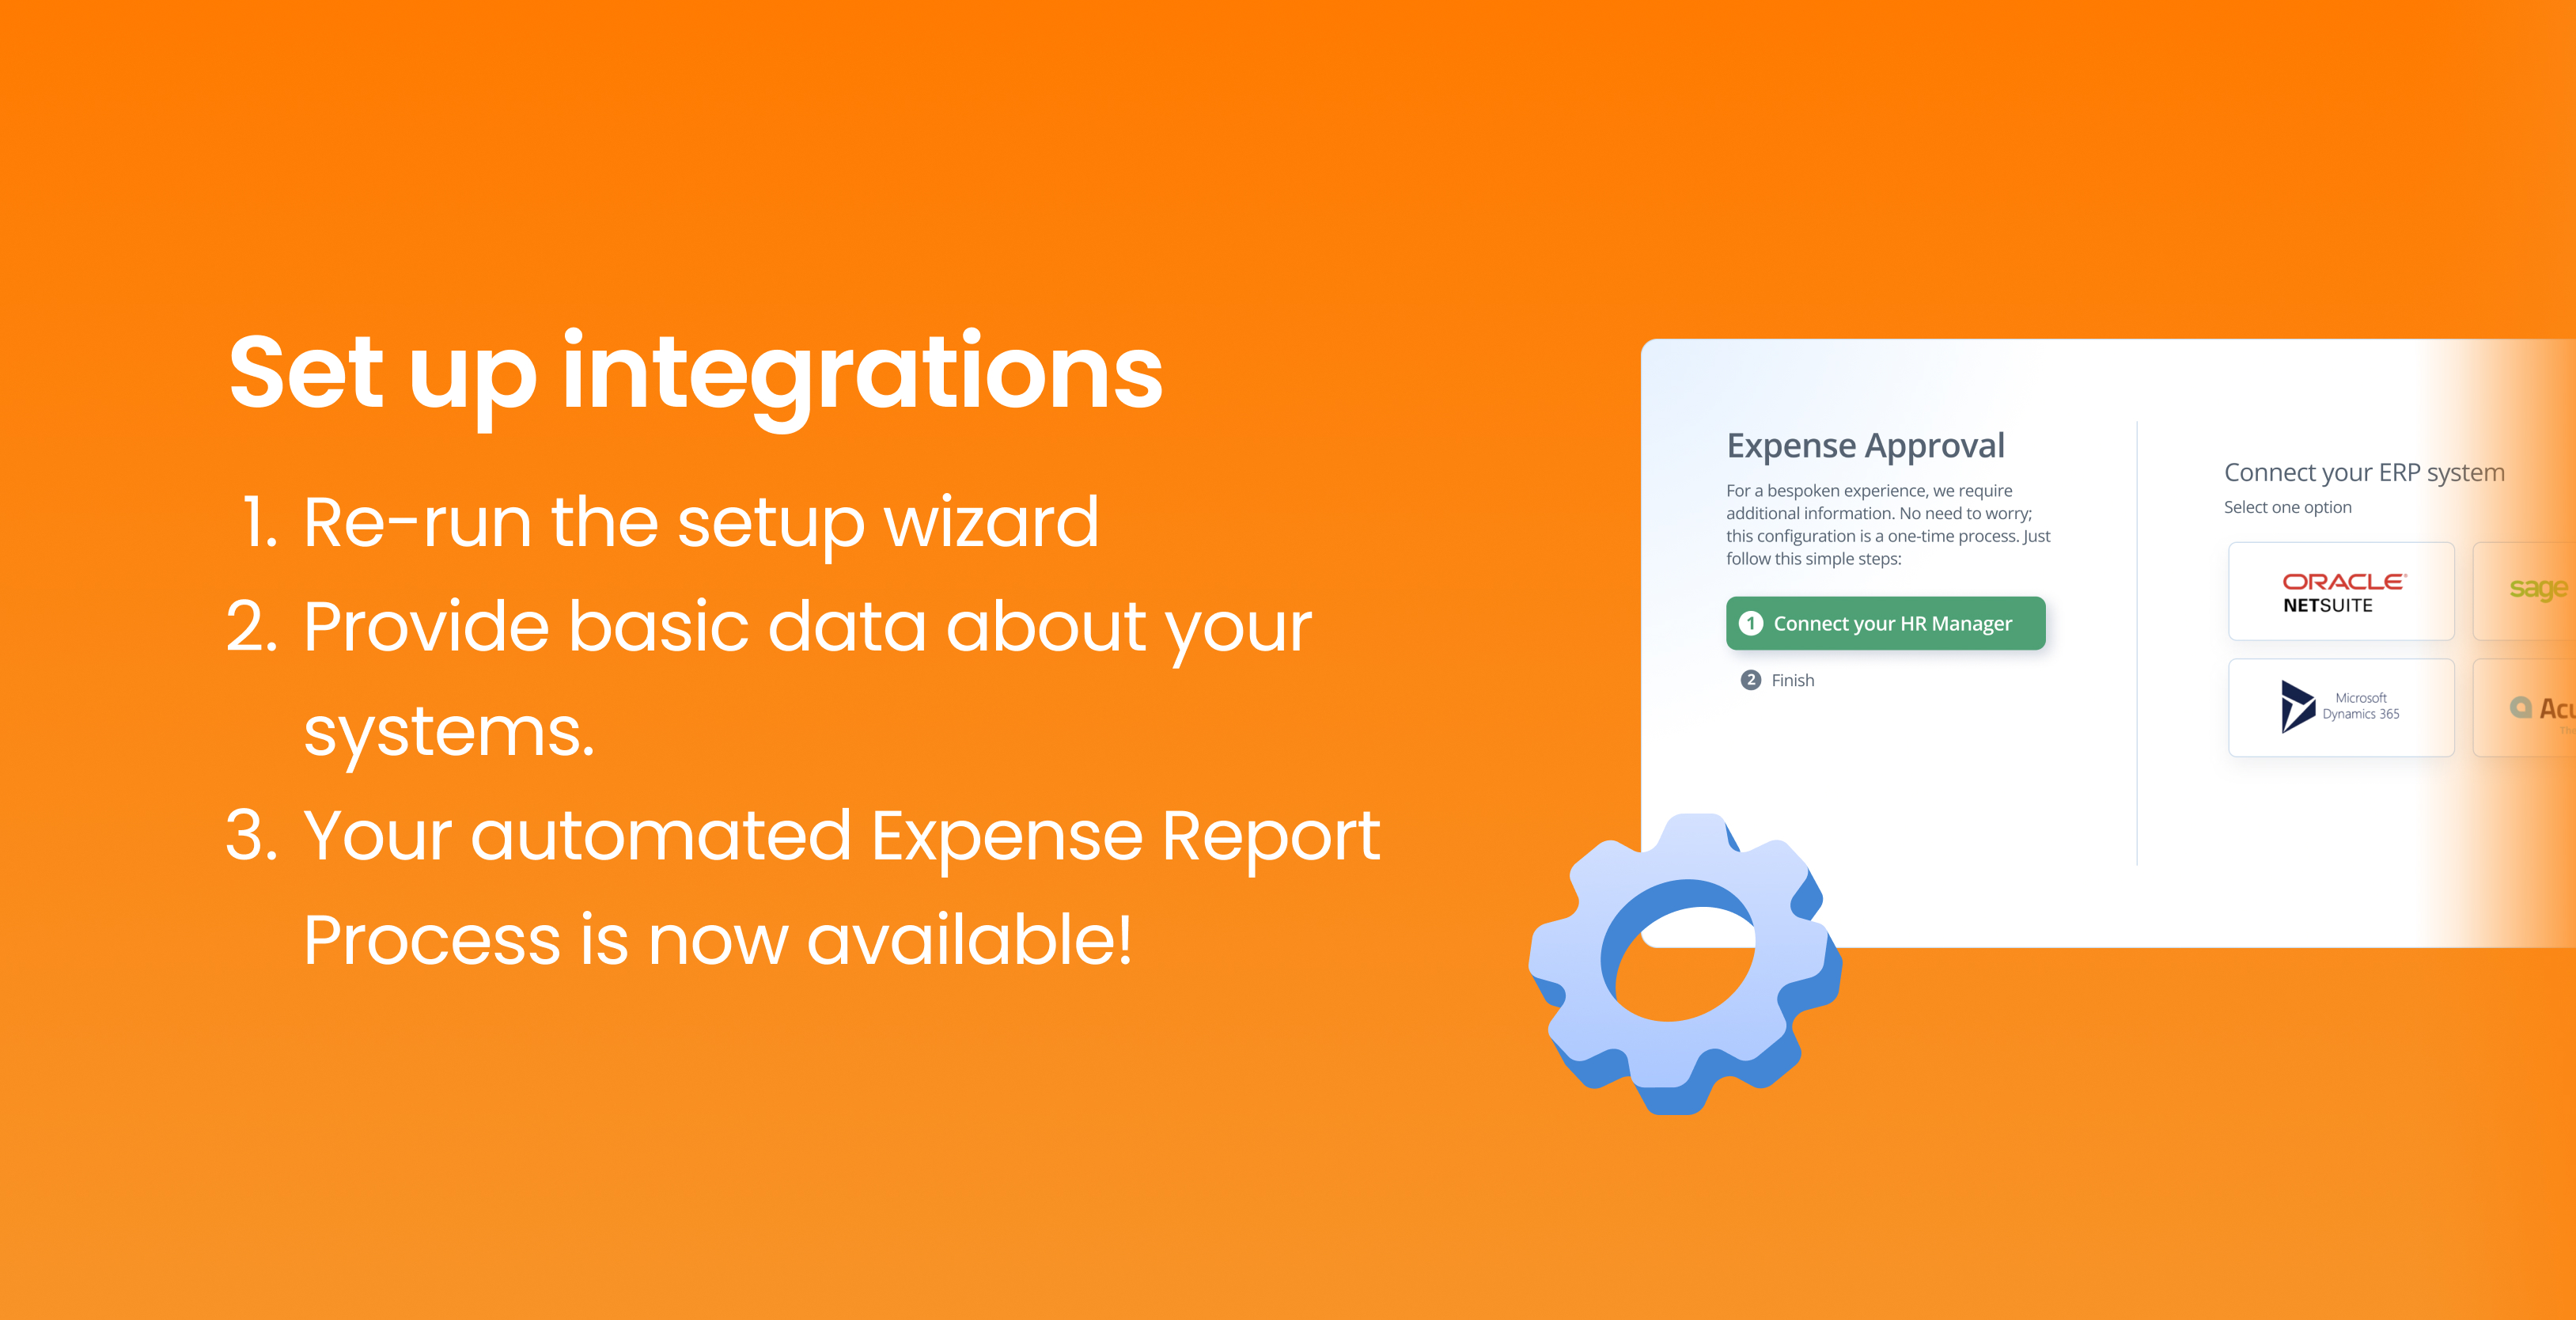 Set up integrations
1. Re-run the setup wizard
2. Provide basic data about your
systems.
3. Your automated Expense Report
Process is now available!
Expense Approval
For a bespoken experience, we require
additional information. No need to worry;
this configuration is a one-time process. Just
follow this simple steps:
1 Connect your HR Manager
2 Finish
Connect your ERP system
Select one option
ORACLE
NETSUITE
sage
Microsoft
Dynamics 365